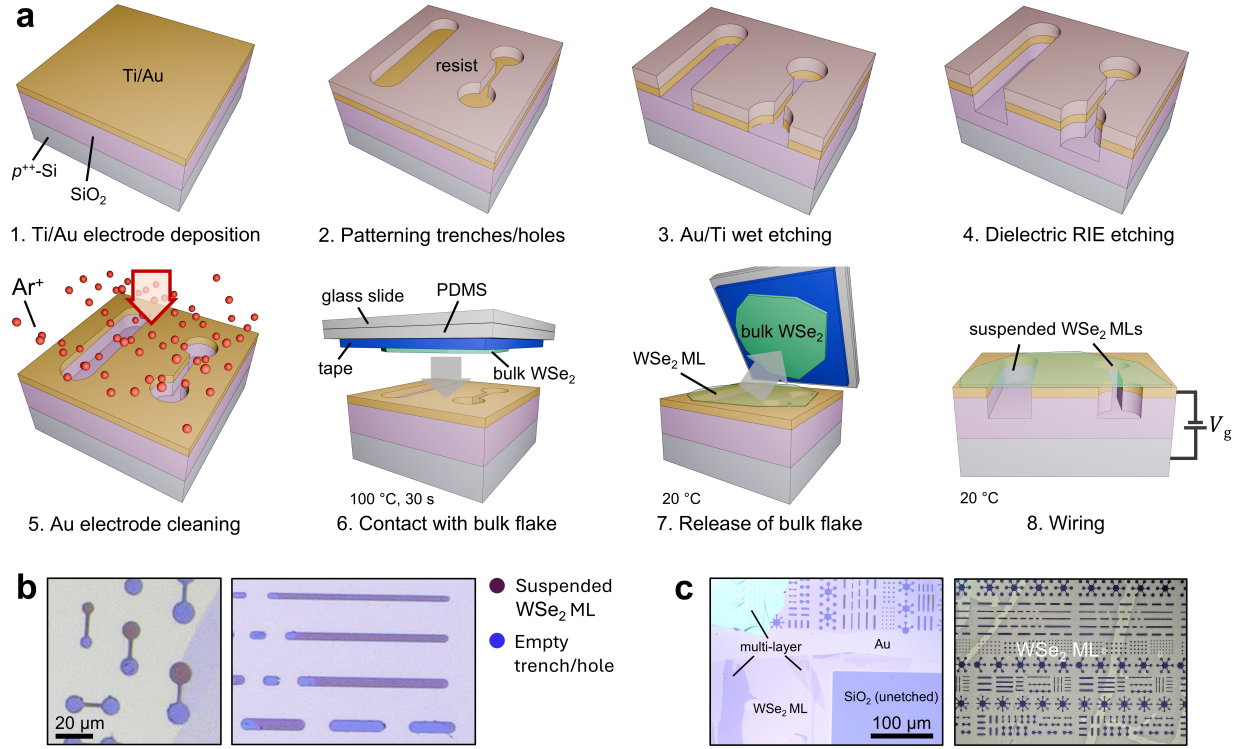 a
Ti/Au
p++-Si
SiO2
1. Ti/Au electrode deposition
resist
2. Patterning trenches/holes
3. Au/Ti wet etching
4. Dielectric RIE etching
Ar+
5. Au electrode cleaning
glass slide
PDMS
tape
bulk WSe2
100 °C, 30 s
6. Contact with bulk flake
bulk WSe2
WSe2 ML
20 °C
7. Release of bulk flake
suspended WSe2 MLs
Vg
20 °C
8. Wiring
b
20 µm
Suspended
WSe2 ML
Empty
trench/hole
c
multi-layer
Au
WSe2 ML
SiO2 (unetched)
100 µm
WSe2 ML